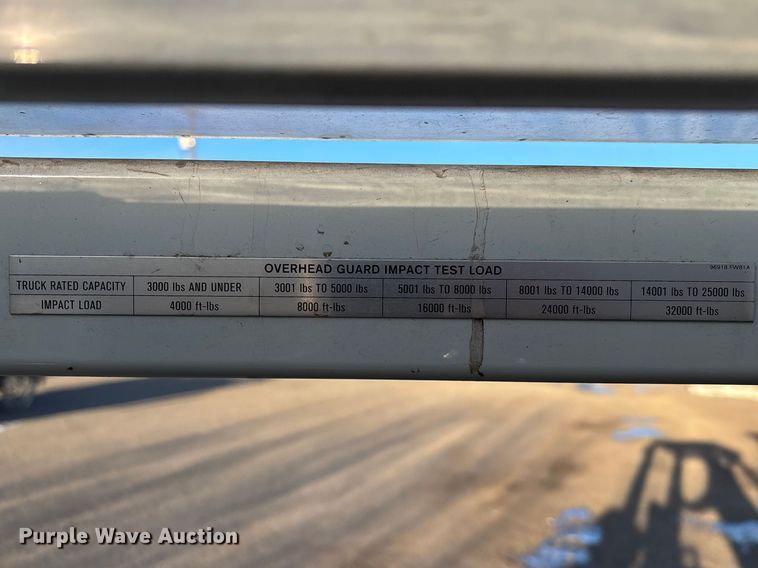 OVERHEAD GUARD IMPACT TEST LOAD 96918 FW81A
TRUCK RATED CAPACITY 3000 lbs AND UNDER 3001 lbs TO 5000 lbs 5001 lbs TO 8000 lbs 8001 lbs TO 14000 lbs 14001 lbs TO 25000 lbs
IMPACT LOAD 4000 ft-lbs 8000 ft-lbs 16000 ft-lbs 24000 ft-lbs 32000 ft-lbs
Purple Wave Auction